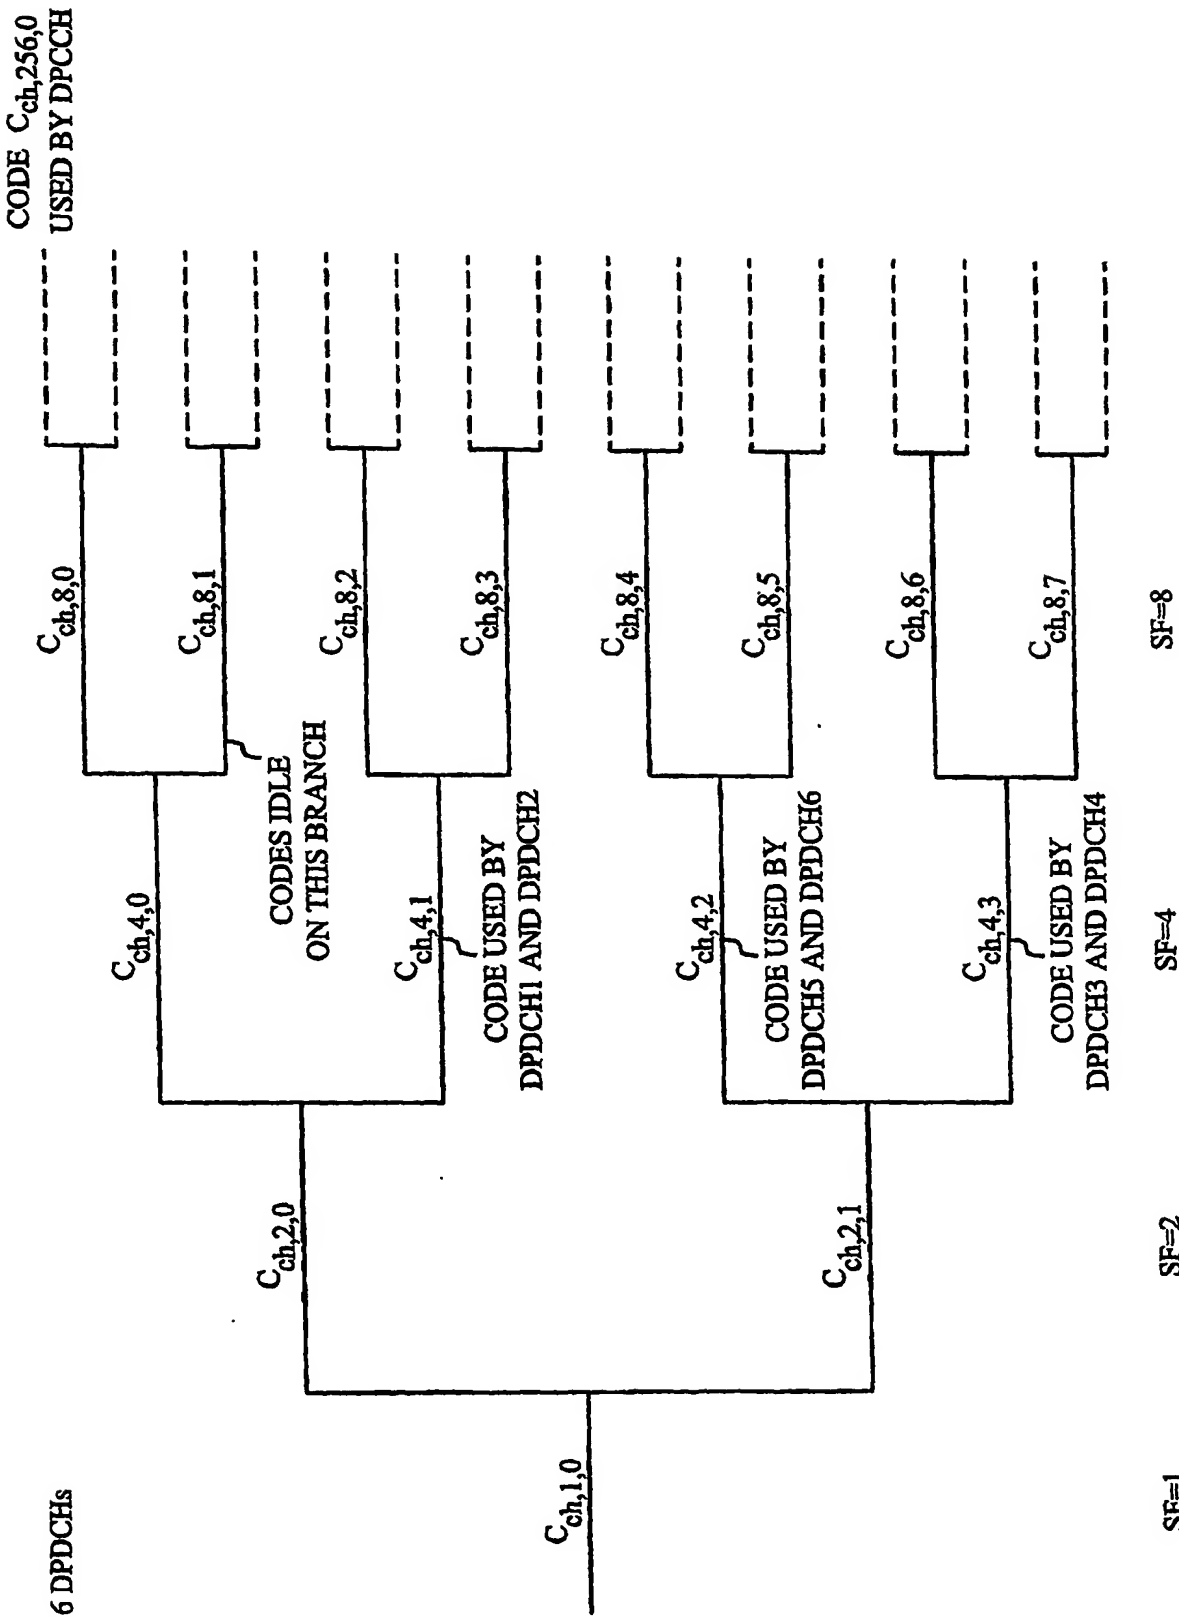 6 DPDCHs
CODE C_ch,256,0
USED BY DPCCH
C_ch,1,0
C_ch,2,0
C_ch,2,1
C_ch,4,0
C_ch,4,1
C_ch,4,2
C_ch,4,3
CODES IDLE
ON THIS BRANCH
CODE USED BY
DPDCH1 AND DPDCH2
CODE USED BY
DPDCH5 AND DPDCH6
CODE USED BY
DPDCH3 AND DPDCH4
C_ch,8,0
C_ch,8,1
C_ch,8,2
C_ch,8,3
C_ch,8,4
C_ch,8,5
C_ch,8,6
C_ch,8,7
SF=1
SF=2
SF=4
SF=8